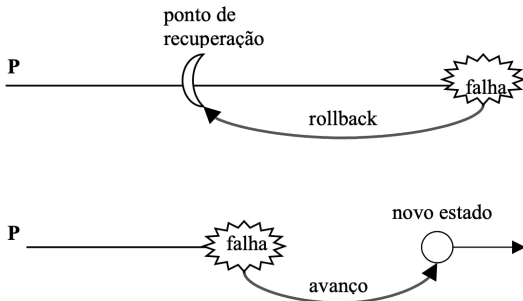 ponto de
recuperação
P
falha
rollback
P
falha
novo estado
avanço